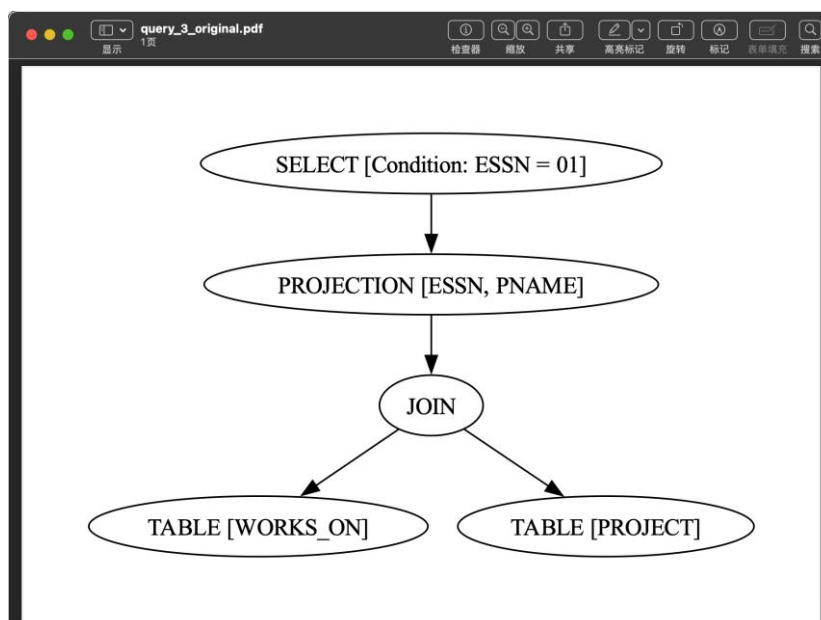 query_3_original.pdf
1页
显示
检查器
缩放
共享
高亮标记
旋转
标记
表单填充
搜索
SELECT [Condition: ESSN = 01]
PROJECTION [ESSN, PNAME]
JOIN
TABLE [WORKS_ON]
TABLE [PROJECT]